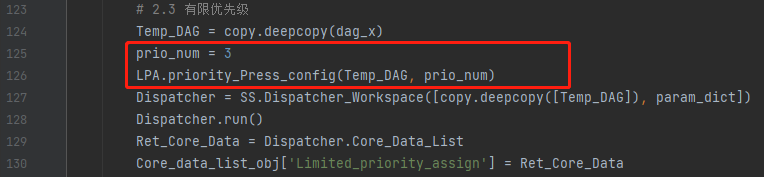 123 # 2.3 有限优先级
124 Temp_DAG = copy.deepcopy(dag_x)
125 prio_num = 3
126 LPA.priority_Press_config(Temp_DAG, prio_num)
127 Dispatcher = SS.Dispatcher_Workspace([copy.deepcopy([Temp_DAG]), param_dict])
128 Dispatcher.run()
129 Ret_Core_Data = Dispatcher.Core_Data_List
130 Core_data_list_obj['Limited_priority_assign'] = Ret_Core_Data